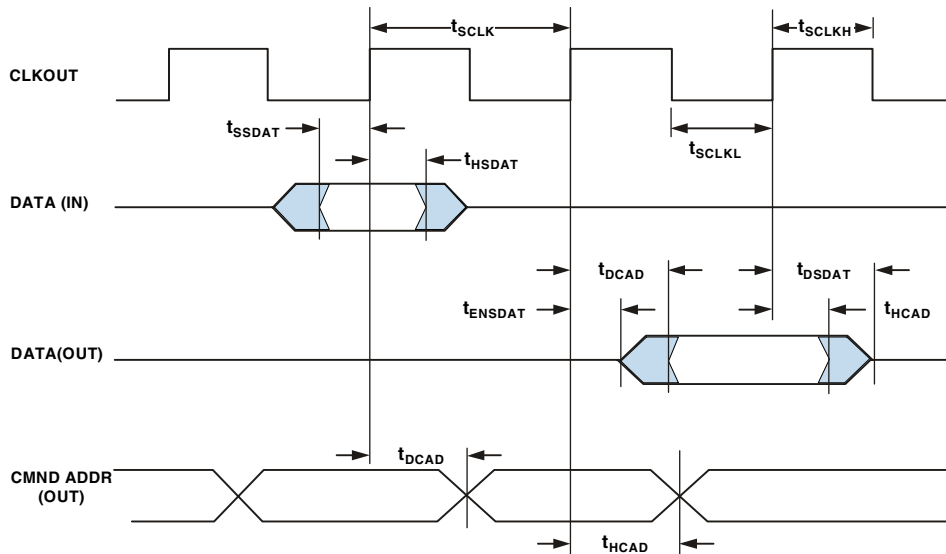 tSCLK
tSCLKH
CLKOUT
tSSDAT
tHSDAT
tSCLKL
DATA (IN)
tDCAD
tDSDAT
tENSDAT
tHCAD
DATA(OUT)
tDCAD
CMND ADDR
(OUT)
tHCAD